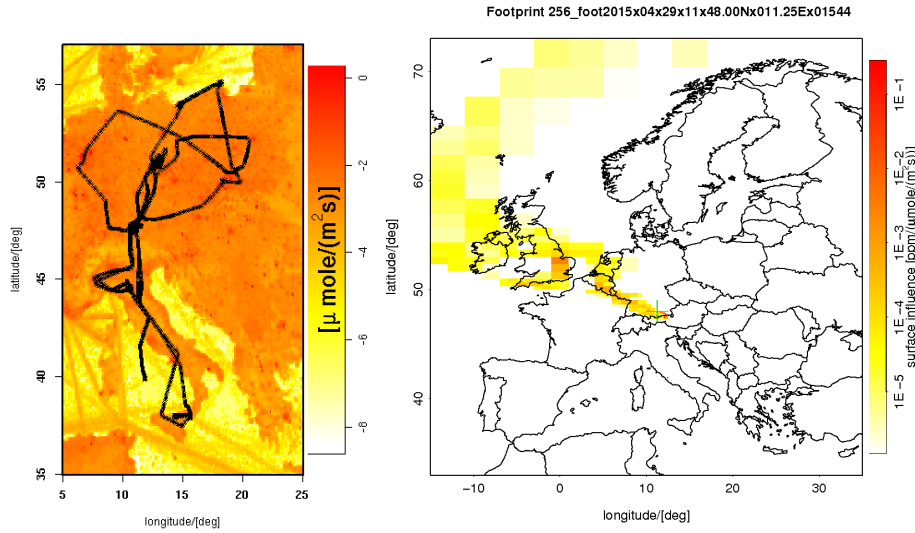 Footprint 256_foot2015x04x29x11x48.00Nx011.25Ex01544
55
50
45
40
35
latitude/[deg]
5
10
15
20
25
longitude/[deg]
0
−2
−4
−6
−8
[µ mole/(m²s)]
70
60
50
40
latitude/[deg]
−10
0
10
20
30
longitude/[deg]
1E−1
1E−2
1E−3
1E−4
1E−5
surface influence [ppm/(umole/(m²s))]